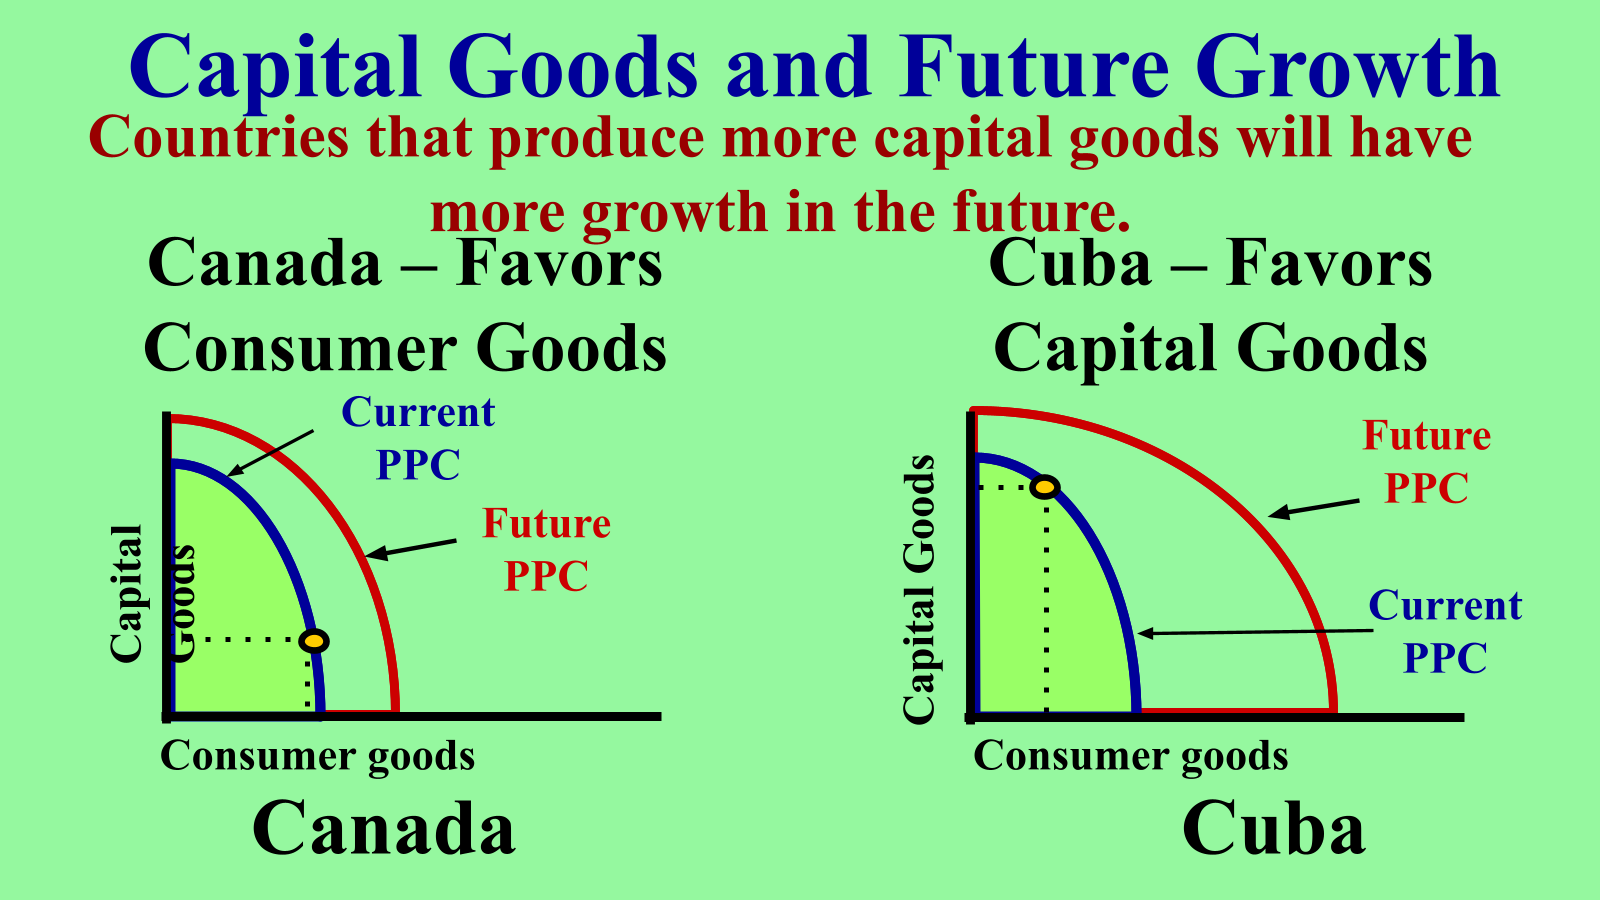 Capital Goods and Future Growth
Countries that produce more capital goods will have
more growth in the future.
Canada – Favors
Consumer Goods
Current
PPC
Future
PPC
Capital
Goods
Consumer goods
Canada
Cuba – Favors
Capital Goods
Future
PPC
Current
PPC
Capital Goods
Consumer goods
Cuba